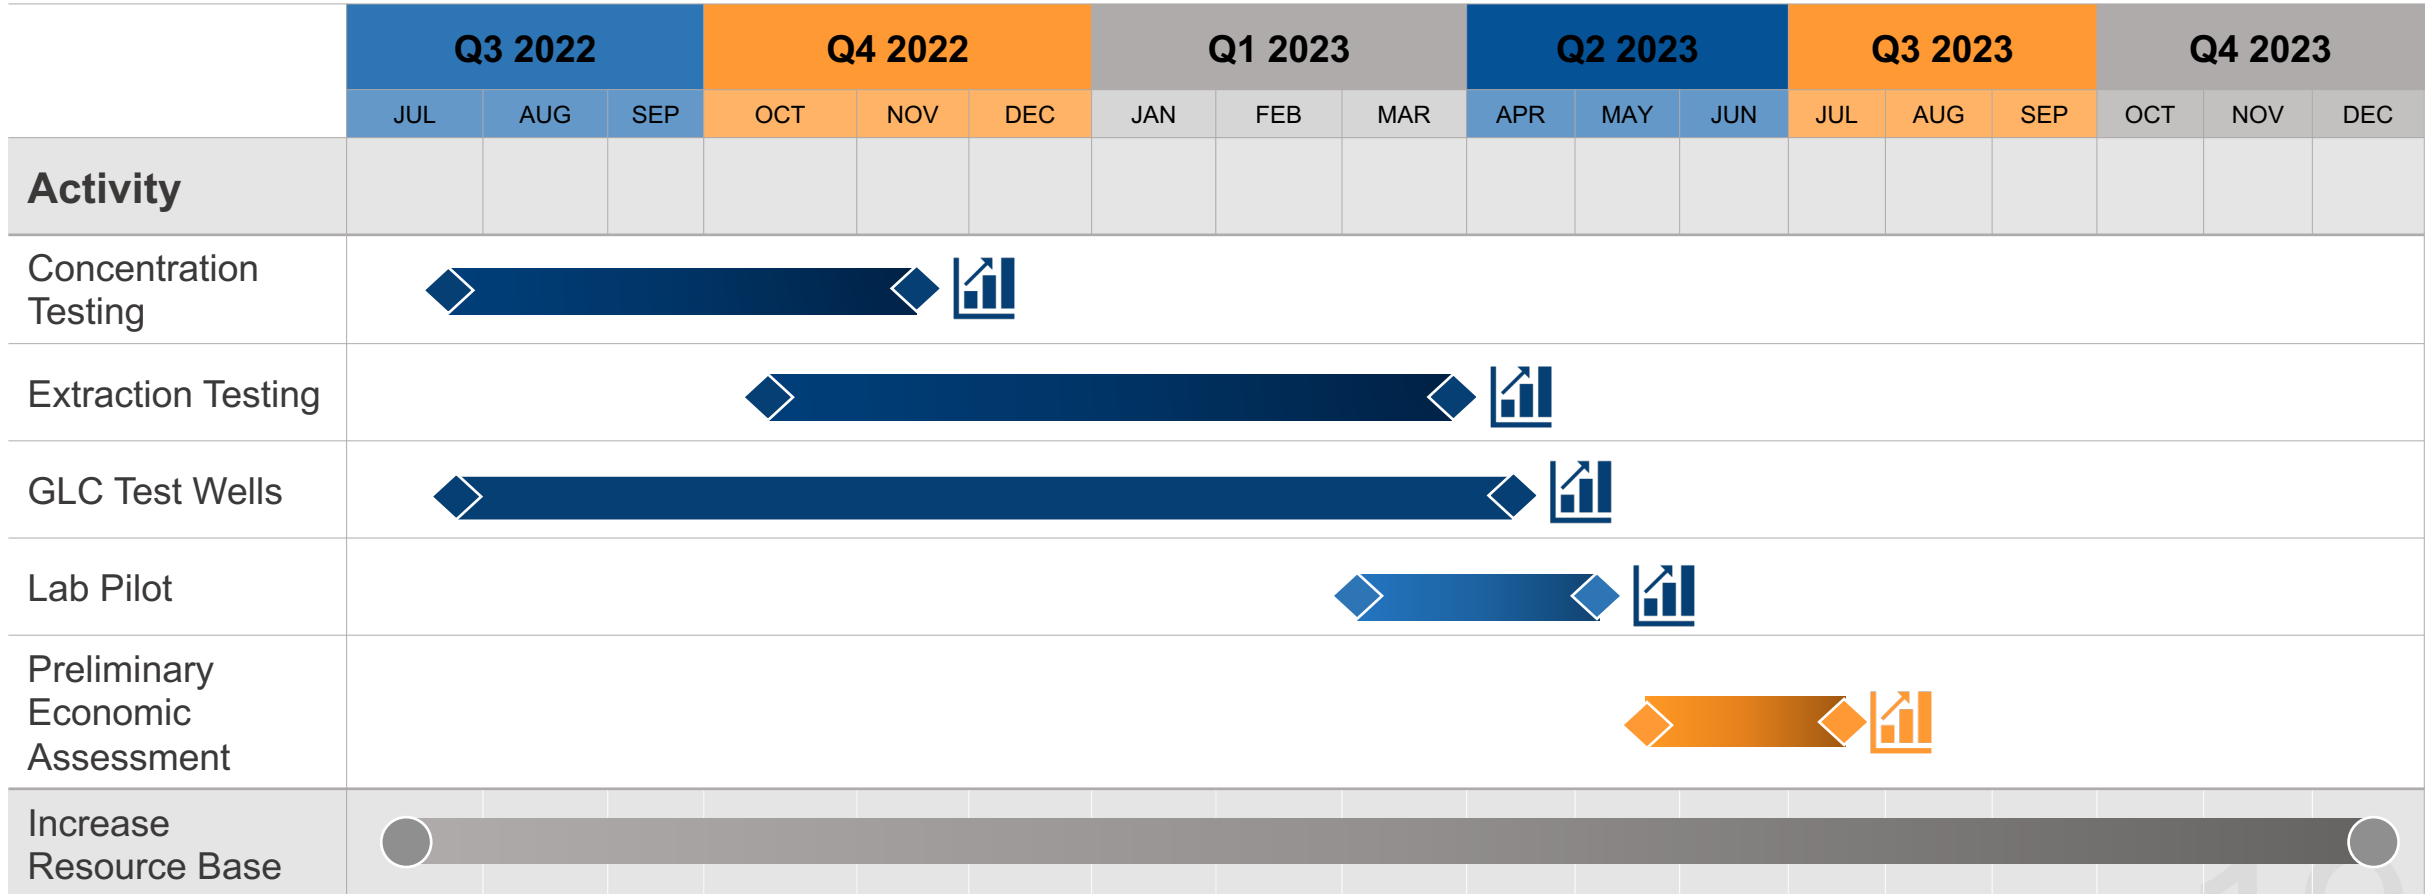 Q3 2022 Q4 2022 Q1 2023 Q2 2023 Q3 2023 Q4 2023
JUL AUG SEP OCT NOV DEC JAN FEB MAR APR MAY JUN JUL AUG SEP OCT NOV DEC
Activity
Concentration
Testing
Extraction Testing
GLC Test Wells
Lab Pilot
Preliminary
Economic
Assessment
Increase
Resource Base